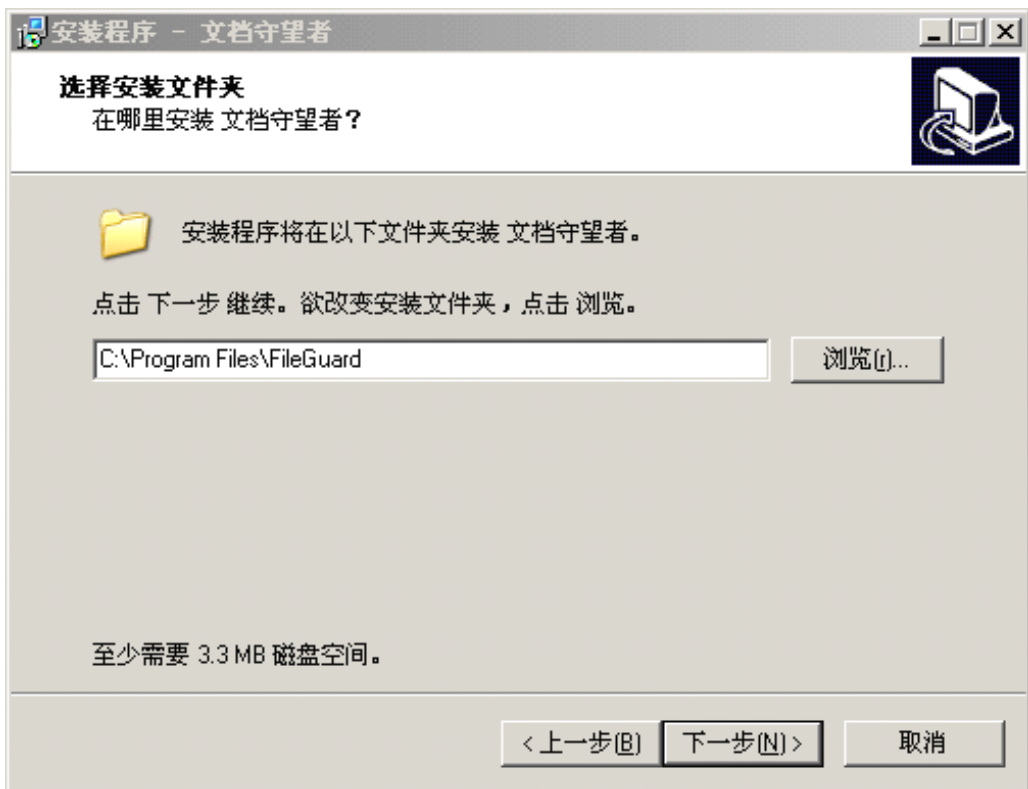 安装程序 - 文档守望者
选择安装文件夹
在哪里安装 文档守望者?
安装程序将在以下文件夹安装 文档守望者。
点击 下一步 继续。欲改变安装文件夹,点击 浏览。
C:\Program Files\FileGuard
浏览(r)...
至少需要 3.3 MB 磁盘空间。
<上一步(B) 下一步(N)> 取消